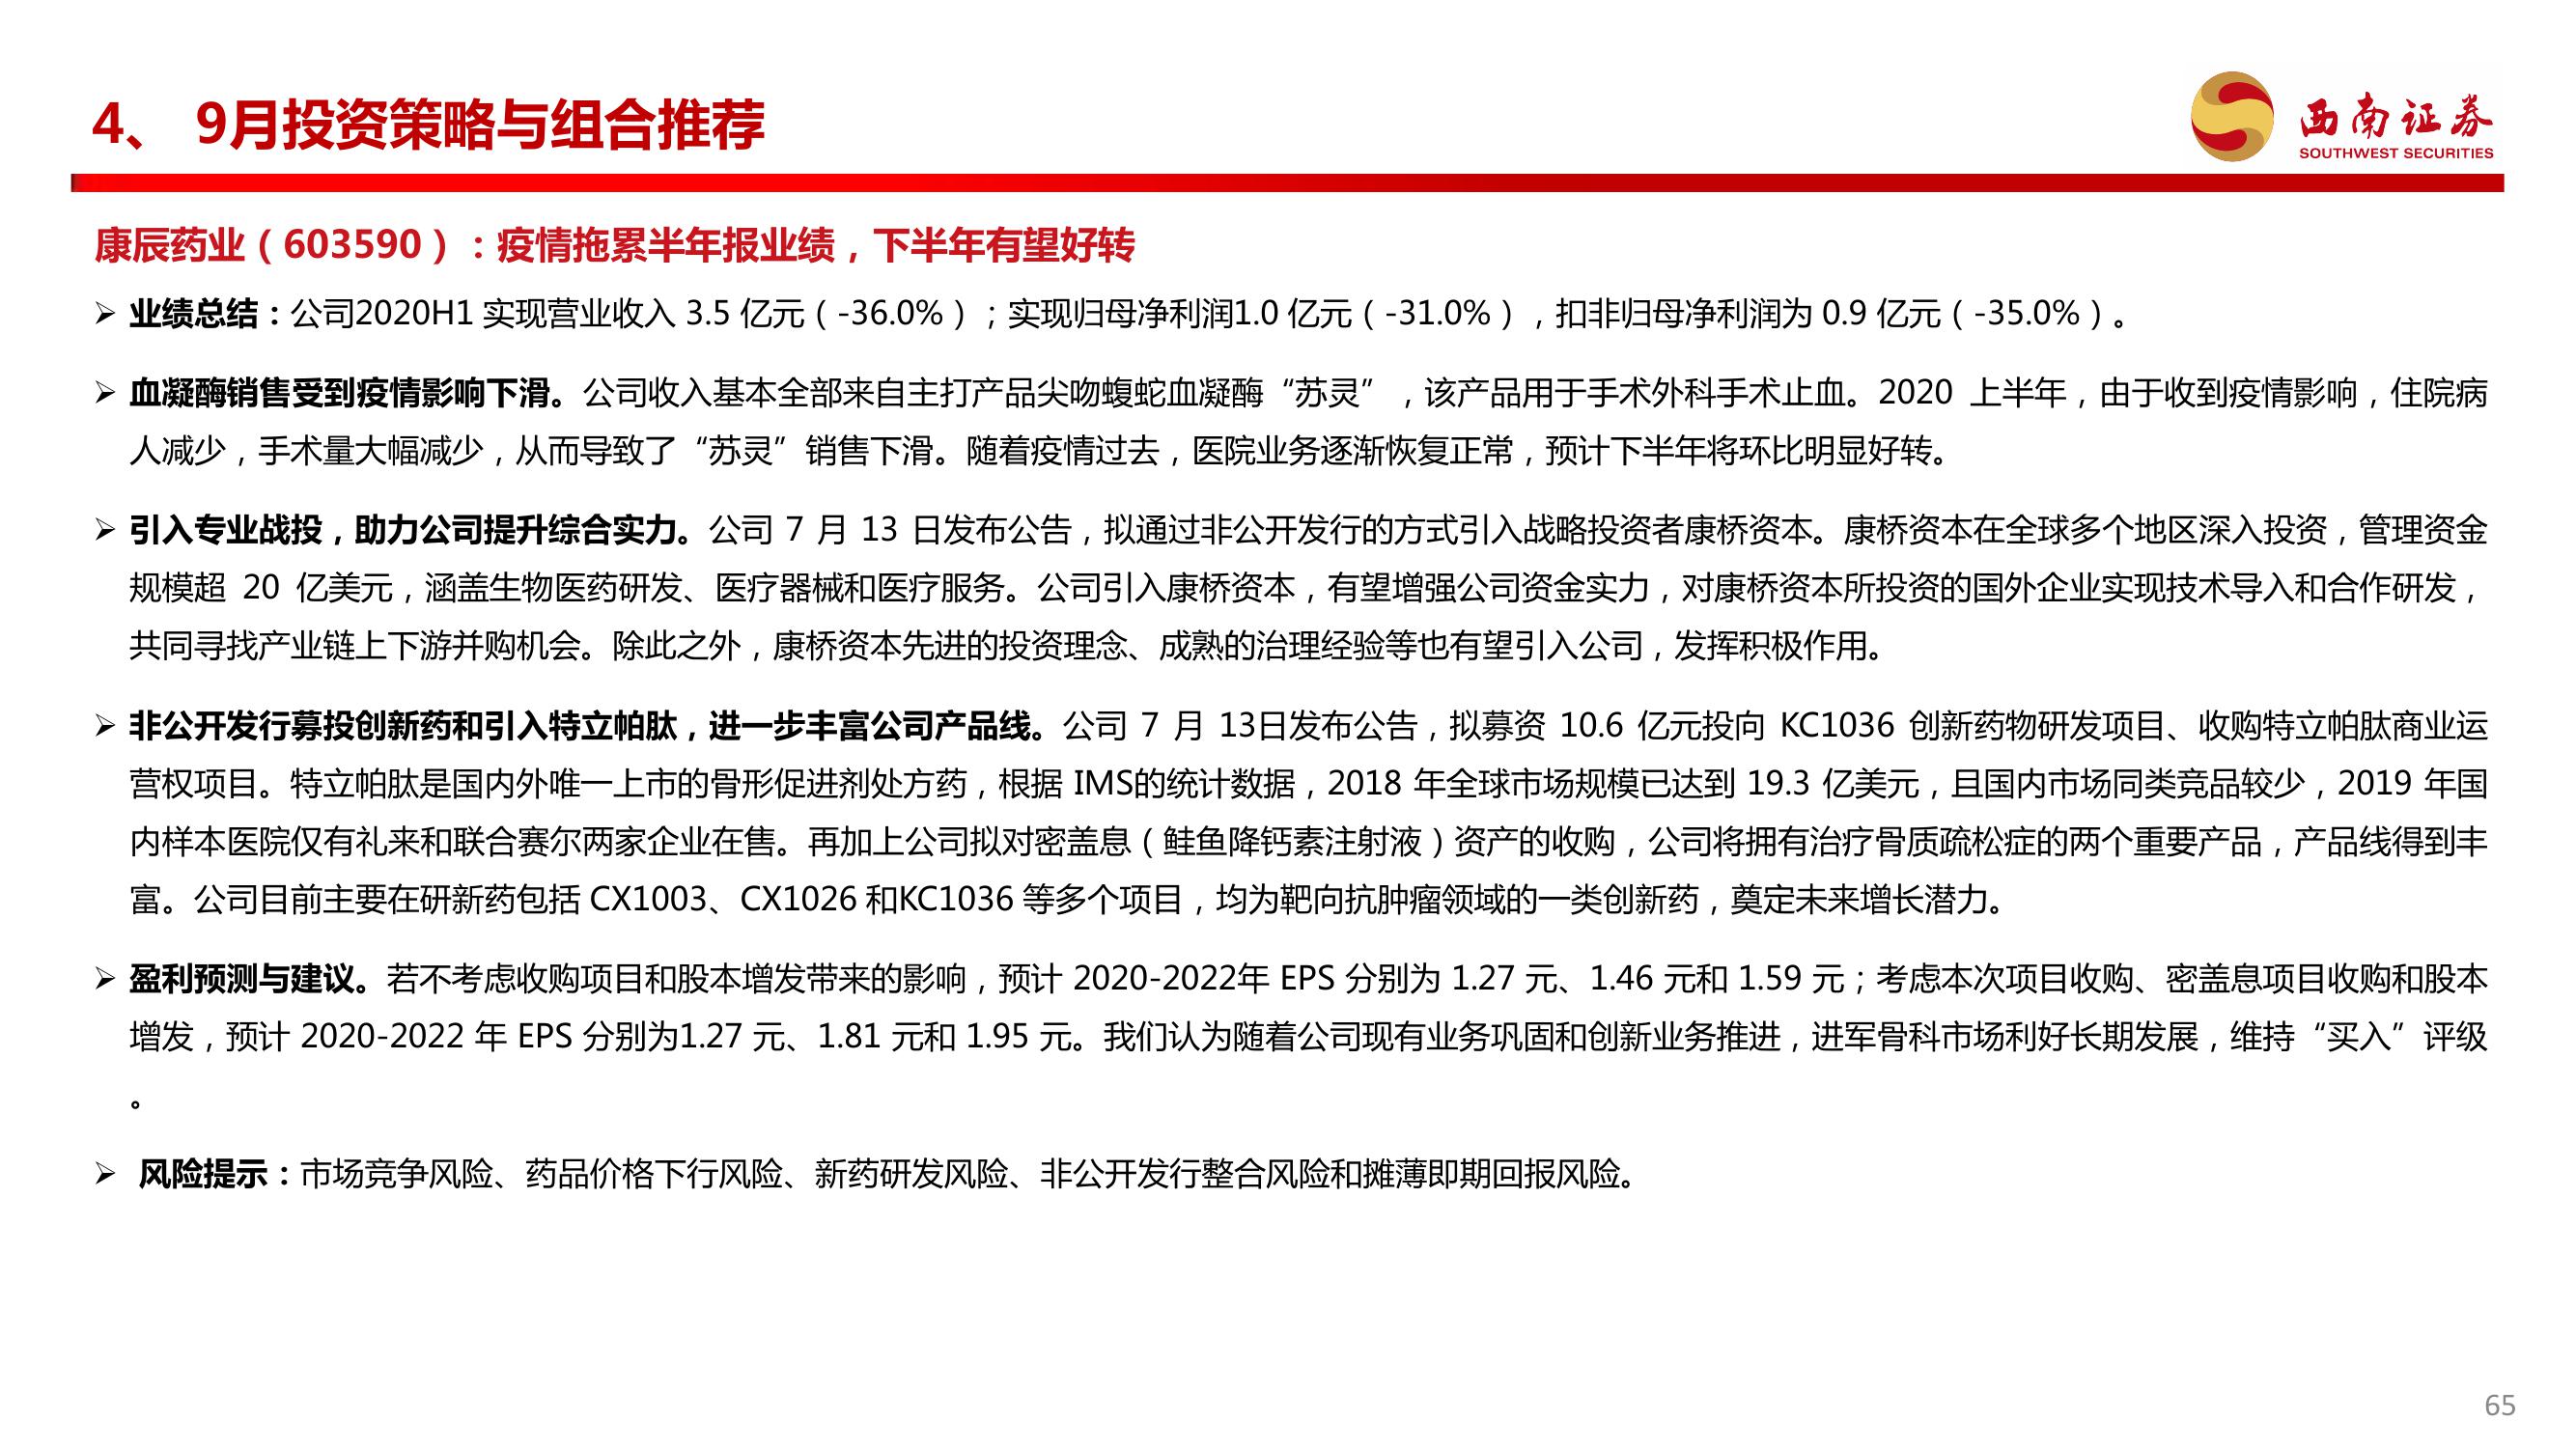 4、 9月投资策略与组合推荐
西南证券
SOUTHWEST SECURITIES
康辰药业（603590）：疫情拖累半年报业绩，下半年有望好转
➢ 业绩总结：公司2020H1 实现营业收入 3.5 亿元（-36.0%）；实现归母净利润1.0 亿元（-31.0%），扣非归母净利润为 0.9 亿元（-35.0%）。
➢ 血凝酶销售受到疫情影响下滑。公司收入基本全部来自主打产品尖吻蝮蛇血凝酶“苏灵”，该产品用于手术外科手术止血。2020 上半年，由于收到疫情影响，住院病
人减少，手术量大幅减少，从而导致了“苏灵”销售下滑。随着疫情过去，医院业务逐渐恢复正常，预计下半年将环比明显好转。
➢ 引入专业战投，助力公司提升综合实力。公司 7 月 13 日发布公告，拟通过非公开发行的方式引入战略投资者康桥资本。康桥资本在全球多个地区深入投资，管理资金
规模超 20 亿美元，涵盖生物医药研发、医疗器械和医疗服务。公司引入康桥资本，有望增强公司资金实力，对康桥资本所投资的国外企业实现技术导入和合作研发，
共同寻找产业链上下游并购机会。除此之外，康桥资本先进的投资理念、成熟的治理经验等也有望引入公司，发挥积极作用。
➢ 非公开发行募投创新药和引入特立帕肽，进一步丰富公司产品线。公司 7 月 13日发布公告，拟募资 10.6 亿元投向 KC1036 创新药物研发项目、收购特立帕肽商业运
营权项目。特立帕肽是国内外唯一上市的骨形促进剂处方药，根据 IMS的统计数据，2018 年全球市场规模已达到 19.3 亿美元，且国内市场同类竞品较少，2019 年国
内样本医院仅有礼来和联合赛尔两家企业在售。再加上公司拟对密盖息（鲑鱼降钙素注射液）资产的收购，公司将拥有治疗骨质疏松症的两个重要产品，产品线得到丰
富。公司目前主要在研新药包括 CX1003、CX1026 和KC1036 等多个项目，均为靶向抗肿瘤领域的一类创新药，奠定未来增长潜力。
➢ 盈利预测与建议。若不考虑收购项目和股本增发带来的影响，预计 2020-2022年 EPS 分别为 1.27 元、1.46 元和 1.59 元；考虑本次项目收购、密盖息项目收购和股本
增发，预计 2020-2022 年 EPS 分别为1.27 元、1.81 元和 1.95 元。我们认为随着公司现有业务巩固和创新业务推进，进军骨科市场利好长期发展，维持“买入”评级
。
➢ 风险提示：市场竞争风险、药品价格下行风险、新药研发风险、非公开发行整合风险和摊薄即期回报风险。
65